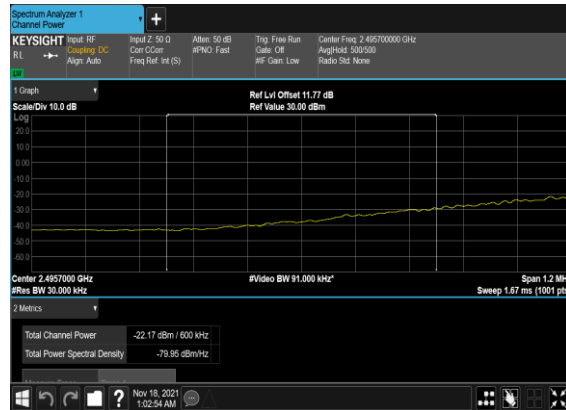 Spectrum Analyzer 1
Channel Power
KEYSIGHT Input: RF Input Z: 50 Ω Atten: 50 dB Trig: Free Run Center Freq: 2.495700000 GHz
R L Coupling: DC Corr CCorr #PNO: Fast Gate: Off Avg|Hold: 500/500
Align: Auto Freq Ref: Int (S) #IF Gain: Low Radio Std: None
1 Graph
Ref Lvl Offset 11.77 dB
Scale/Div 10.0 dB Ref Value 30.00 dBm
Log
20.0
10.0
0.00
-10.0
-20.0
-30.0
-40.0
-50.0
-60.0
Center 2.4957000 GHz #Video BW 91.000 kHz* Span 1.2 MH
#Res BW 30.000 kHz Sweep 1.67 ms (1001 pts
2 Metrics
Total Channel Power -22.17 dBm / 600 kHz
Total Power Spectral Density -79.95 dBm/Hz
Nov 18, 2021
1:02:54 AM